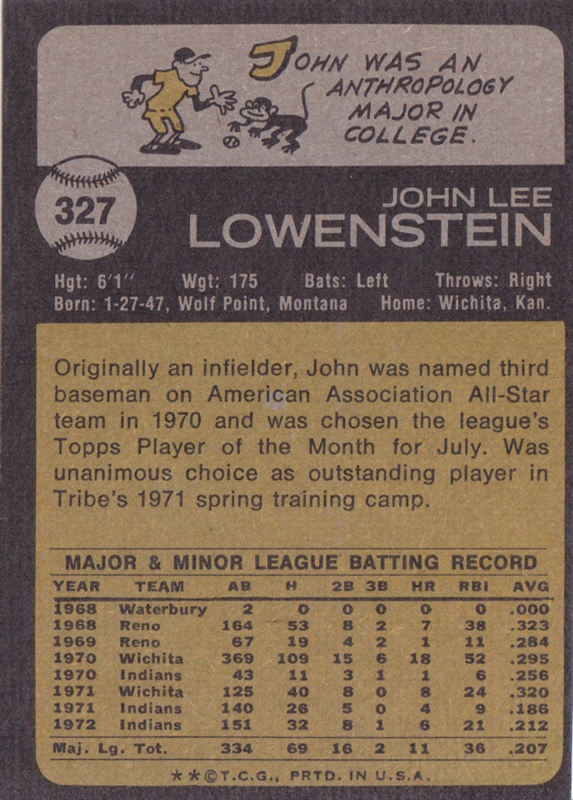 JOHN WAS AN
ANTHROPOLOGY
MAJOR IN
COLLEGE.
327
JOHN LEE
LOWENSTEIN
Hgt: 6'1" Wgt: 175 Bats: Left Throws: Right
Born: 1-27-47, Wolf Point, Montana Home: Wichita, Kan.
Originally an infielder, John was named third
baseman on American Association All-Star
team in 1970 and was chosen the league's
Topps Player of the Month for July. Was
unanimous choice as outstanding player in
Tribe's 1971 spring training camp.
MAJOR & MINOR LEAGUE BATTING RECORD
YEAR TEAM AB H 2B 3B HR RBI AVG
1968 Waterbury 2 0 0 0 0 0 .000
1968 Reno 164 53 8 2 7 38 .323
1969 Reno 67 19 4 2 1 11 .284
1970 Wichita 369 109 15 6 18 52 .295
1970 Indians 43 11 3 1 1 6 .256
1971 Wichita 125 40 8 0 8 24 .320
1971 Indians 140 26 5 0 4 9 .186
1972 Indians 151 32 8 1 6 21 .212
Maj. Lg. Tot. 334 69 16 2 11 36 .207
**©T.C.G., PRTD. IN U.S.A.